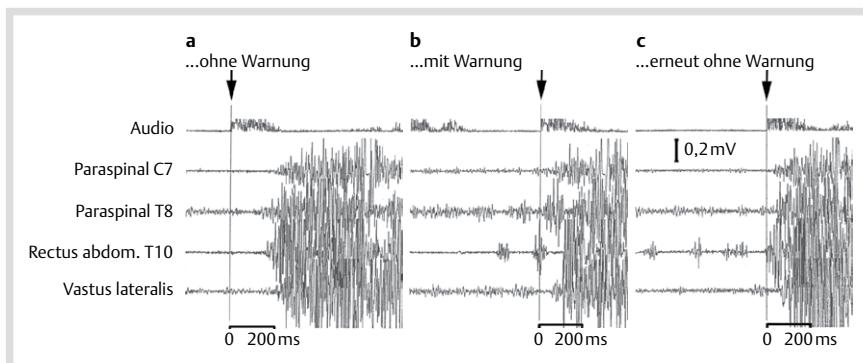 a
...ohne Warnung
b
...mit Warnung
c
...erneut ohne Warnung
Audio
0,2 mV
Paraspinal C7
Paraspinal T8
Rectus abdom. T10
Vastus lateralis
0 200 ms
0 200 ms
0 200 ms